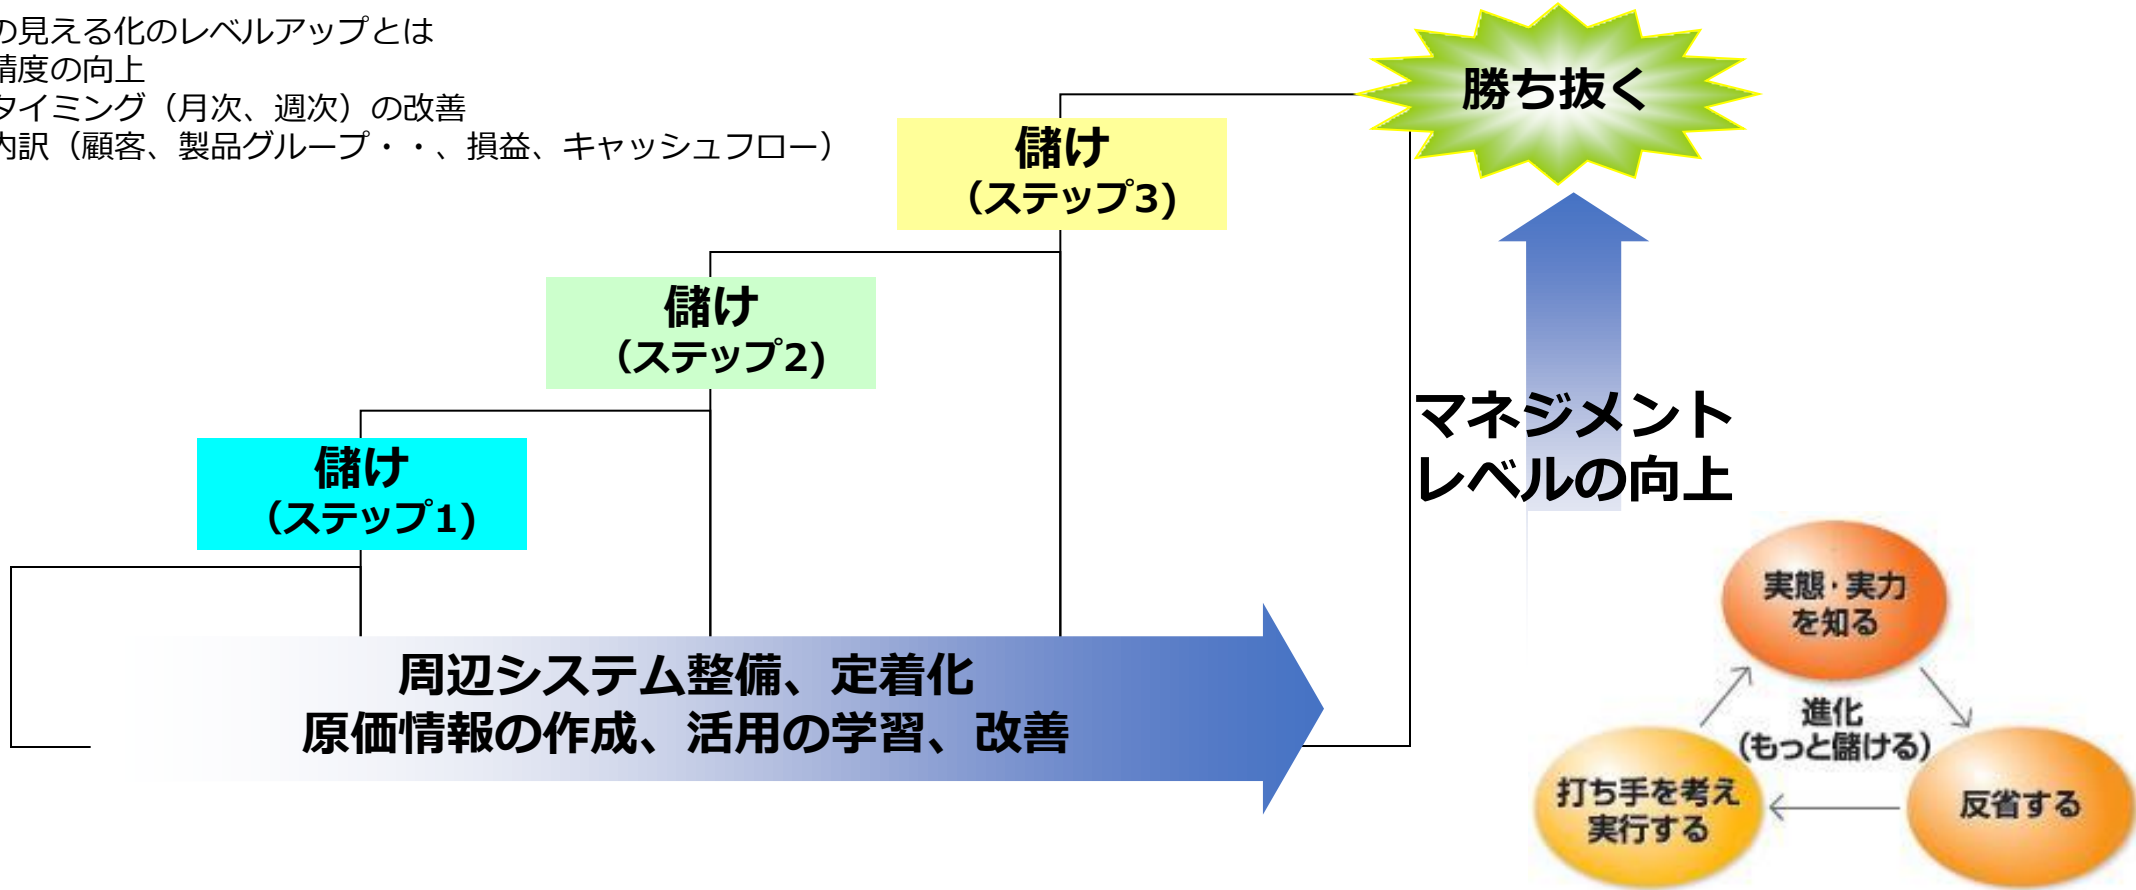 の見える化のレベルアップとは
精度の向上
タイミング（月次、週次）の改善
内訳（顧客、製品グループ・・、損益、キャッシュフロー）
勝ち抜く
儲け
（ステップ3)
儲け
（ステップ2)
儲け
（ステップ1)
マネジメント
レベルの向上
周辺システム整備、定着化
原価情報の作成、活用の学習、改善
実態・実力
を知る
進化
（もっと儲ける）
打ち手を考え
実行する
反省する